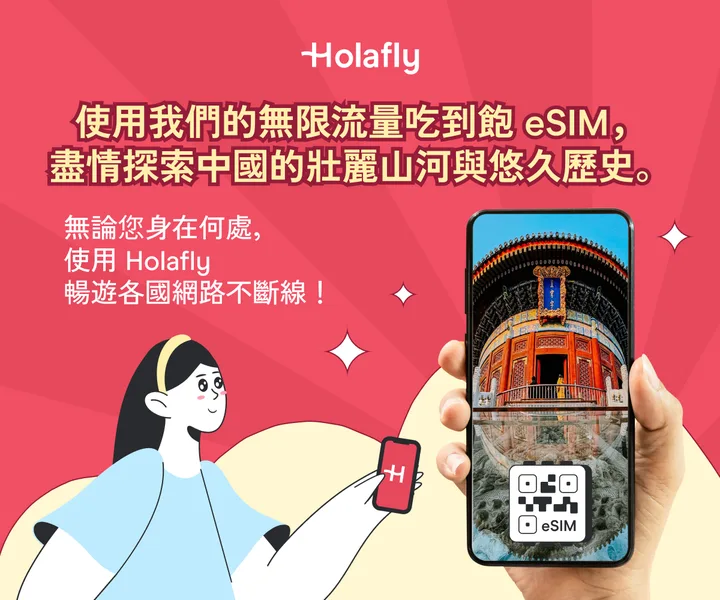 Holafly
使用我們的無限流量吃到飽 eSIM，
盡情探索中國的壯麗山河與悠久歷史。
無論您身在何處，
使用 Holafly
暢遊各國網路不斷線！
H
eSIM